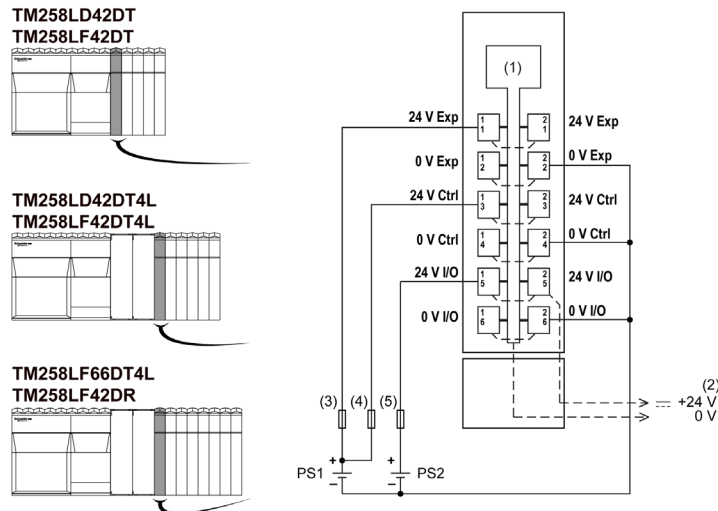 TM258LD42DT
TM258LF42DT
TM258LD42DT4L
TM258LF42DT4L
TM258LF66DT4L
TM258LF42DR
(1)
24 V Exp 1 1 2 1 24 V Exp
0 V Exp 1 2 2 2 0 V Exp
24 V Ctrl 1 3 2 3 24 V Ctrl
0 V Ctrl 1 4 2 4 0 V Ctrl
24 V I/O 1 5 2 5 24 V I/O
0 V I/O 1 6 2 6 0 V I/O
(3) (4) (5)
(2)
+24 V
0 V
+ +
PS1 PS2
− −